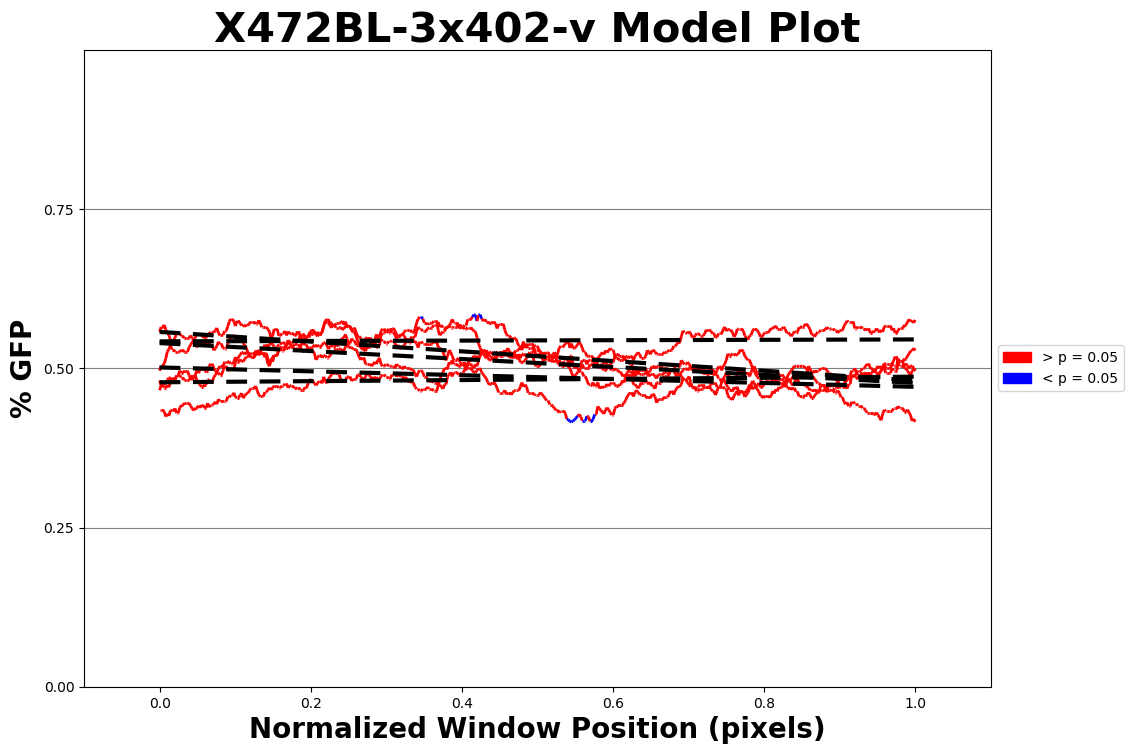 X472BL-3x402-v Model Plot
% GFP
0.75
0.50
0.25
0.00
0.0 0.2 0.4 0.6 0.8 1.0
Normalized Window Position (pixels)
> p = 0.05
< p = 0.05